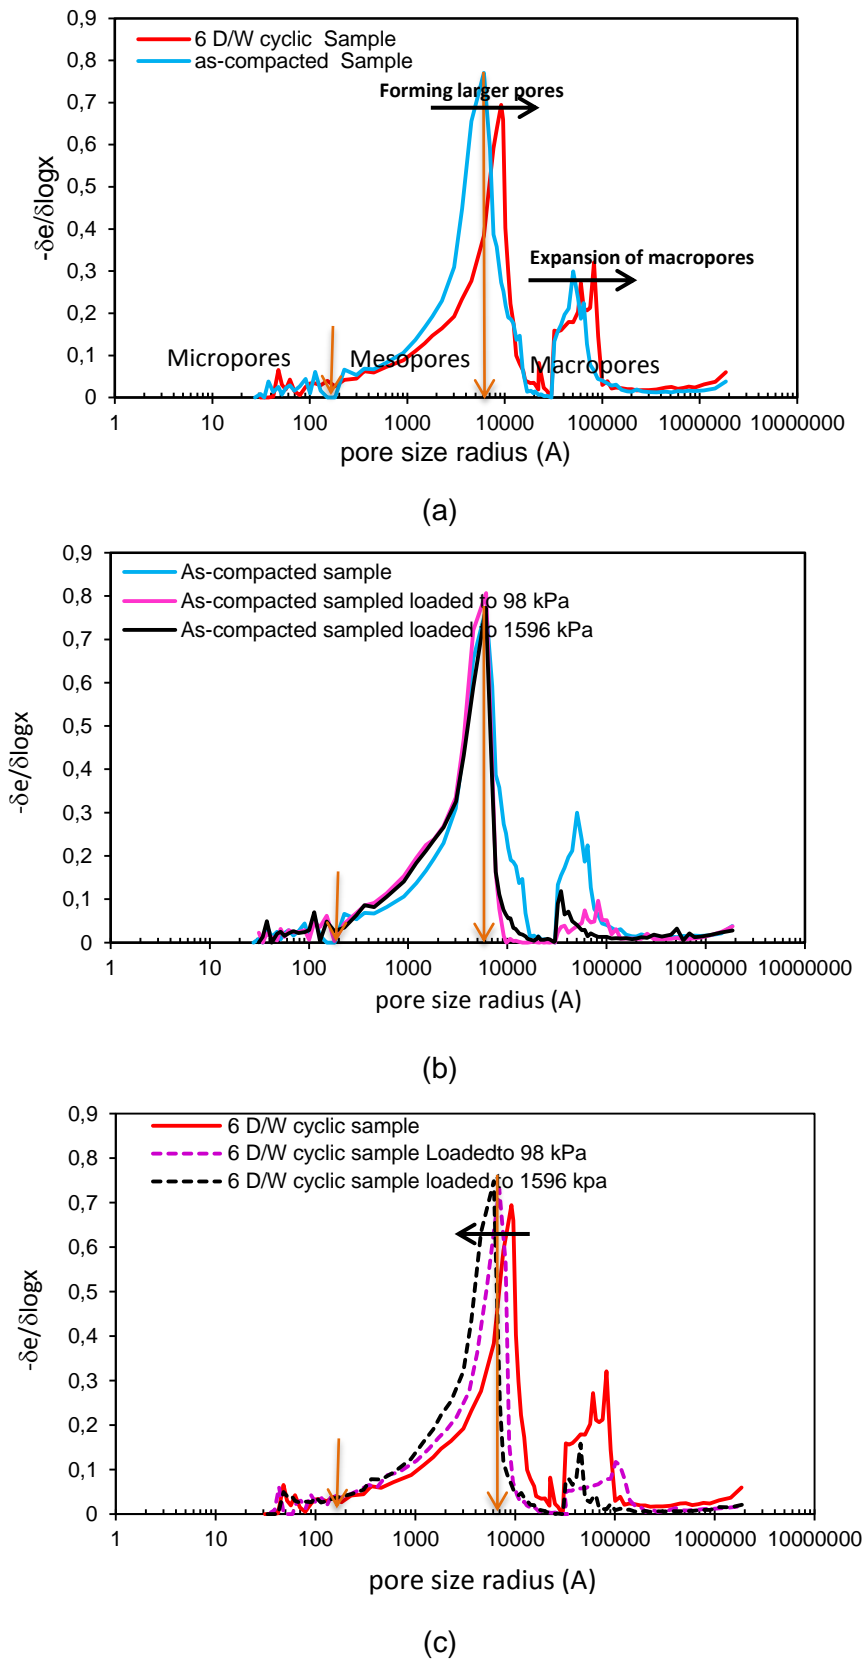 0,9
0,8
0,7
0,6
0,5
0,4
0,3
0,2
0,1
0
-δe/δlogx
6 D/W cyclic Sample
as-compacted Sample
Forming larger pores
Expansion of macropores
Micropores
Mesopores
Macropores
1 10 100 1000 10000 100000 1000000 10000000
pore size radius (A)
(a)
0,9
0,8
0,7
0,6
0,5
0,4
0,3
0,2
0,1
0
-δe/δlogx
As-compacted sample
As-compacted sampled loaded to 98 kPa
As-compacted sampled loaded to 1596 kPa
1 10 100 1000 10000 100000 1000000 10000000
pore size radius (A)
(b)
0,9
0,8
0,7
0,6
0,5
0,4
0,3
0,2
0,1
0
-δe/δlogx
6 D/W cyclic sample
6 D/W cyclic sample Loadedto 98 kPa
6 D/W cyclic sample loaded to 1596 kpa
1 10 100 1000 10000 100000 1000000 10000000
pore size radius (A)
(c)